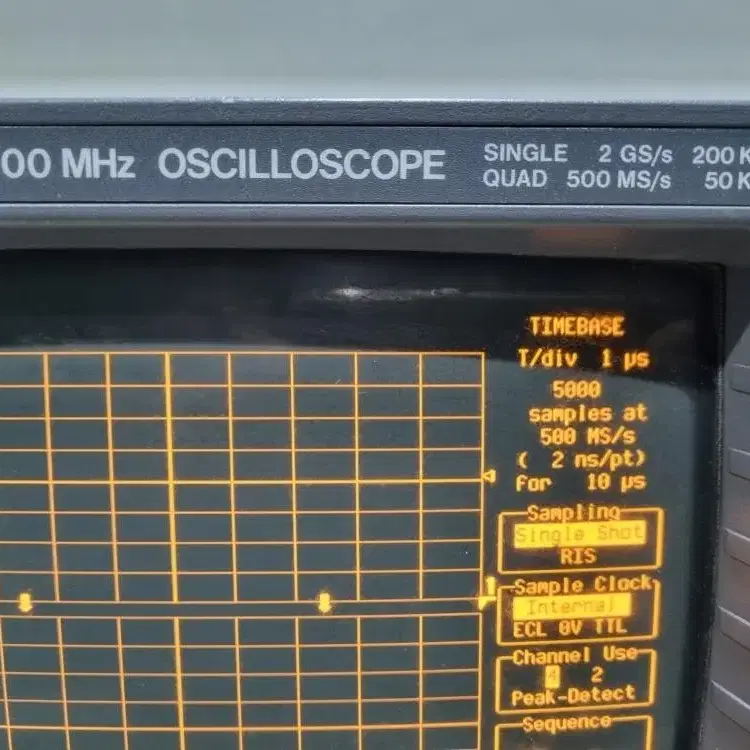 00 MHz OSCILLOSCOPE
SINGLE 2 GS/s 200 K
QUAD 500 MS/s 50 K
TIMEBASE
T/div 1 µs
5000
samples at
500 MS/s
( 2 ns/pt)
for 10 µs
Sampling
Single Shot
RIS
Sample Clock
Internal
ECL 0V TTL
Channel Use
4 2
Peak-Detect
Sequence